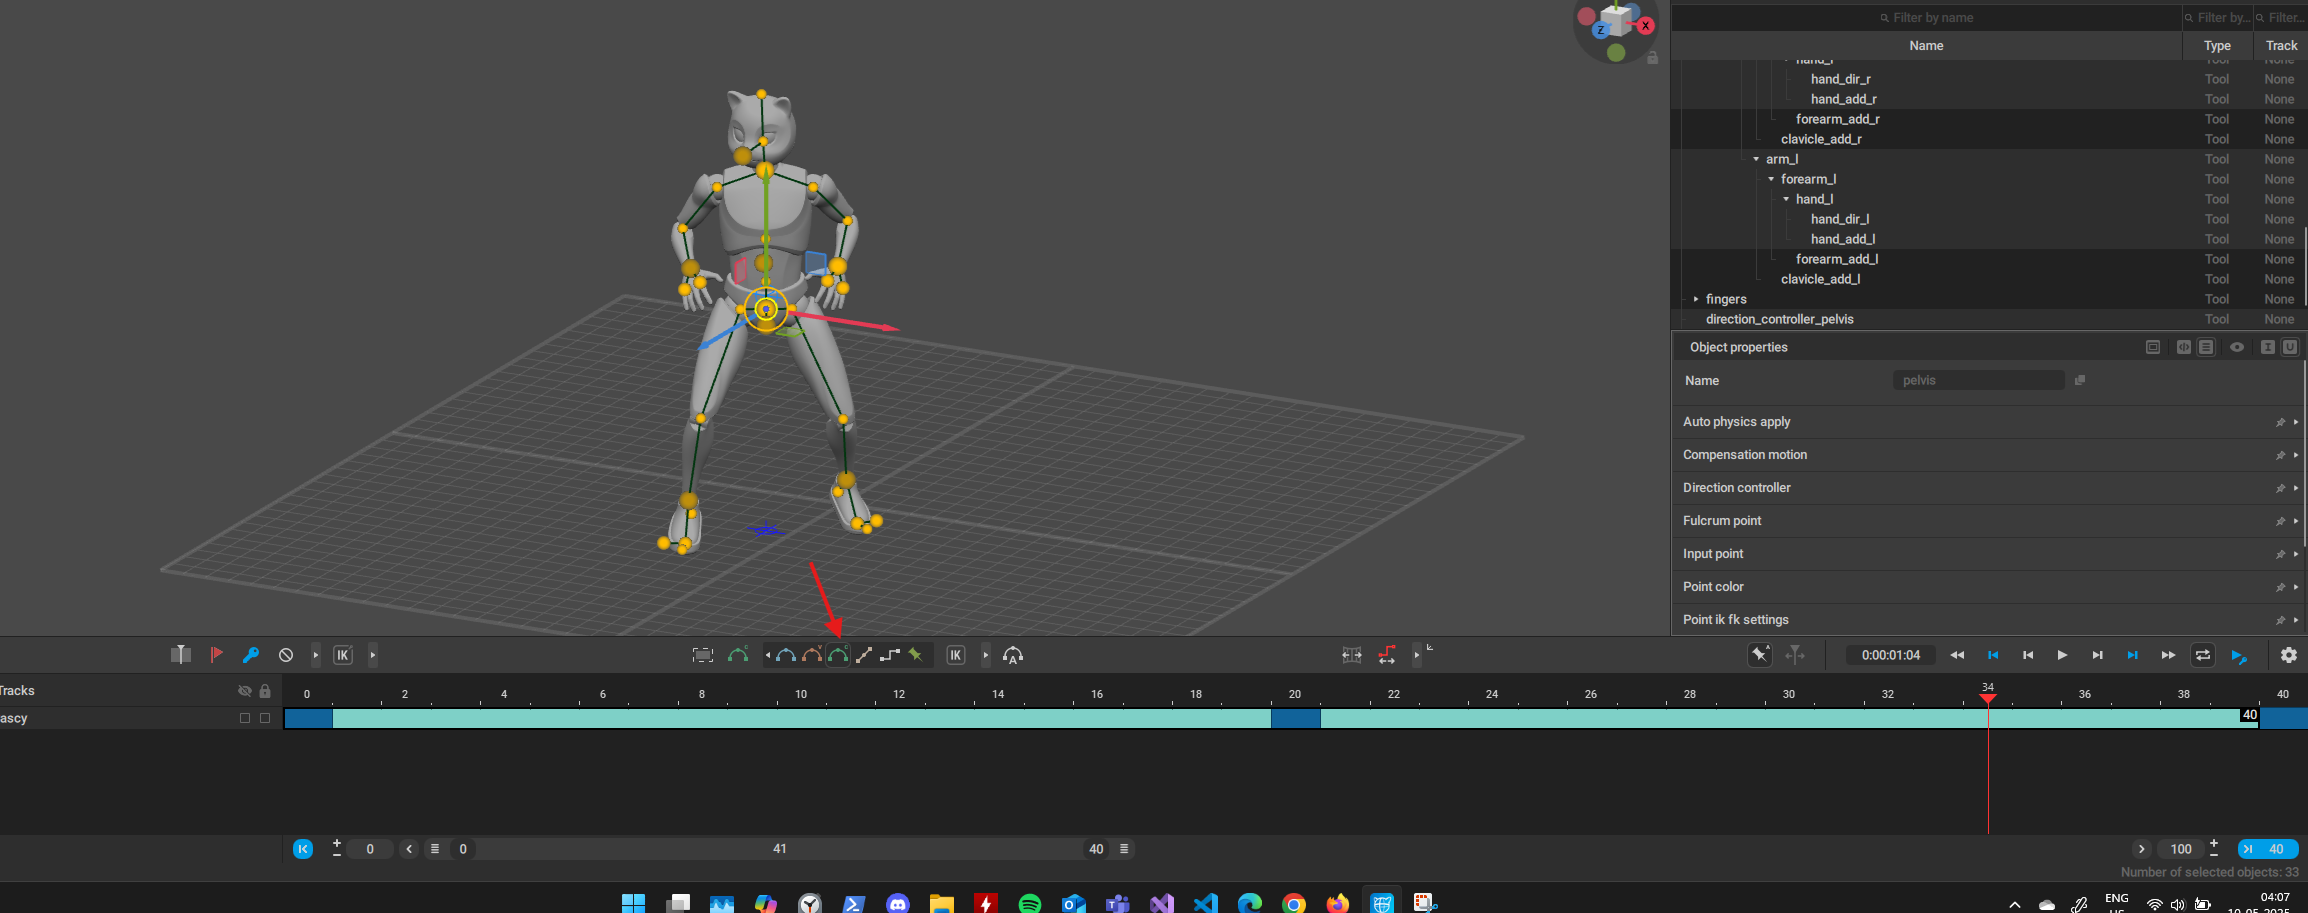 Filter by name
Filter by...
Filter...
Name
Type
Track
hand_r
Tool
None
hand_dir_r
Tool
None
hand_add_r
Tool
None
forearm_add_r
Tool
None
clavicle_add_r
Tool
None
arm_l
Tool
None
forearm_l
Tool
None
hand_l
Tool
None
hand_dir_l
Tool
None
hand_add_l
Tool
None
forearm_add_l
Tool
None
clavicle_add_l
Tool
None
fingers
Tool
None
direction_controller_pelvis
Tool
None
Z
X
Object properties
Name
pelvis
Auto physics apply
Compensation motion
Direction controller
Fulcrum point
Input point
Point color
Point ik fk settings
IK
IK
A
0:00:01:04
Tracks
0
2
4
6
8
10
12
14
16
18
20
22
24
26
28
30
32
34
36
38
40
ascy
40
0
0
41
40
100
40
Number of selected objects: 33
ENG
04:07